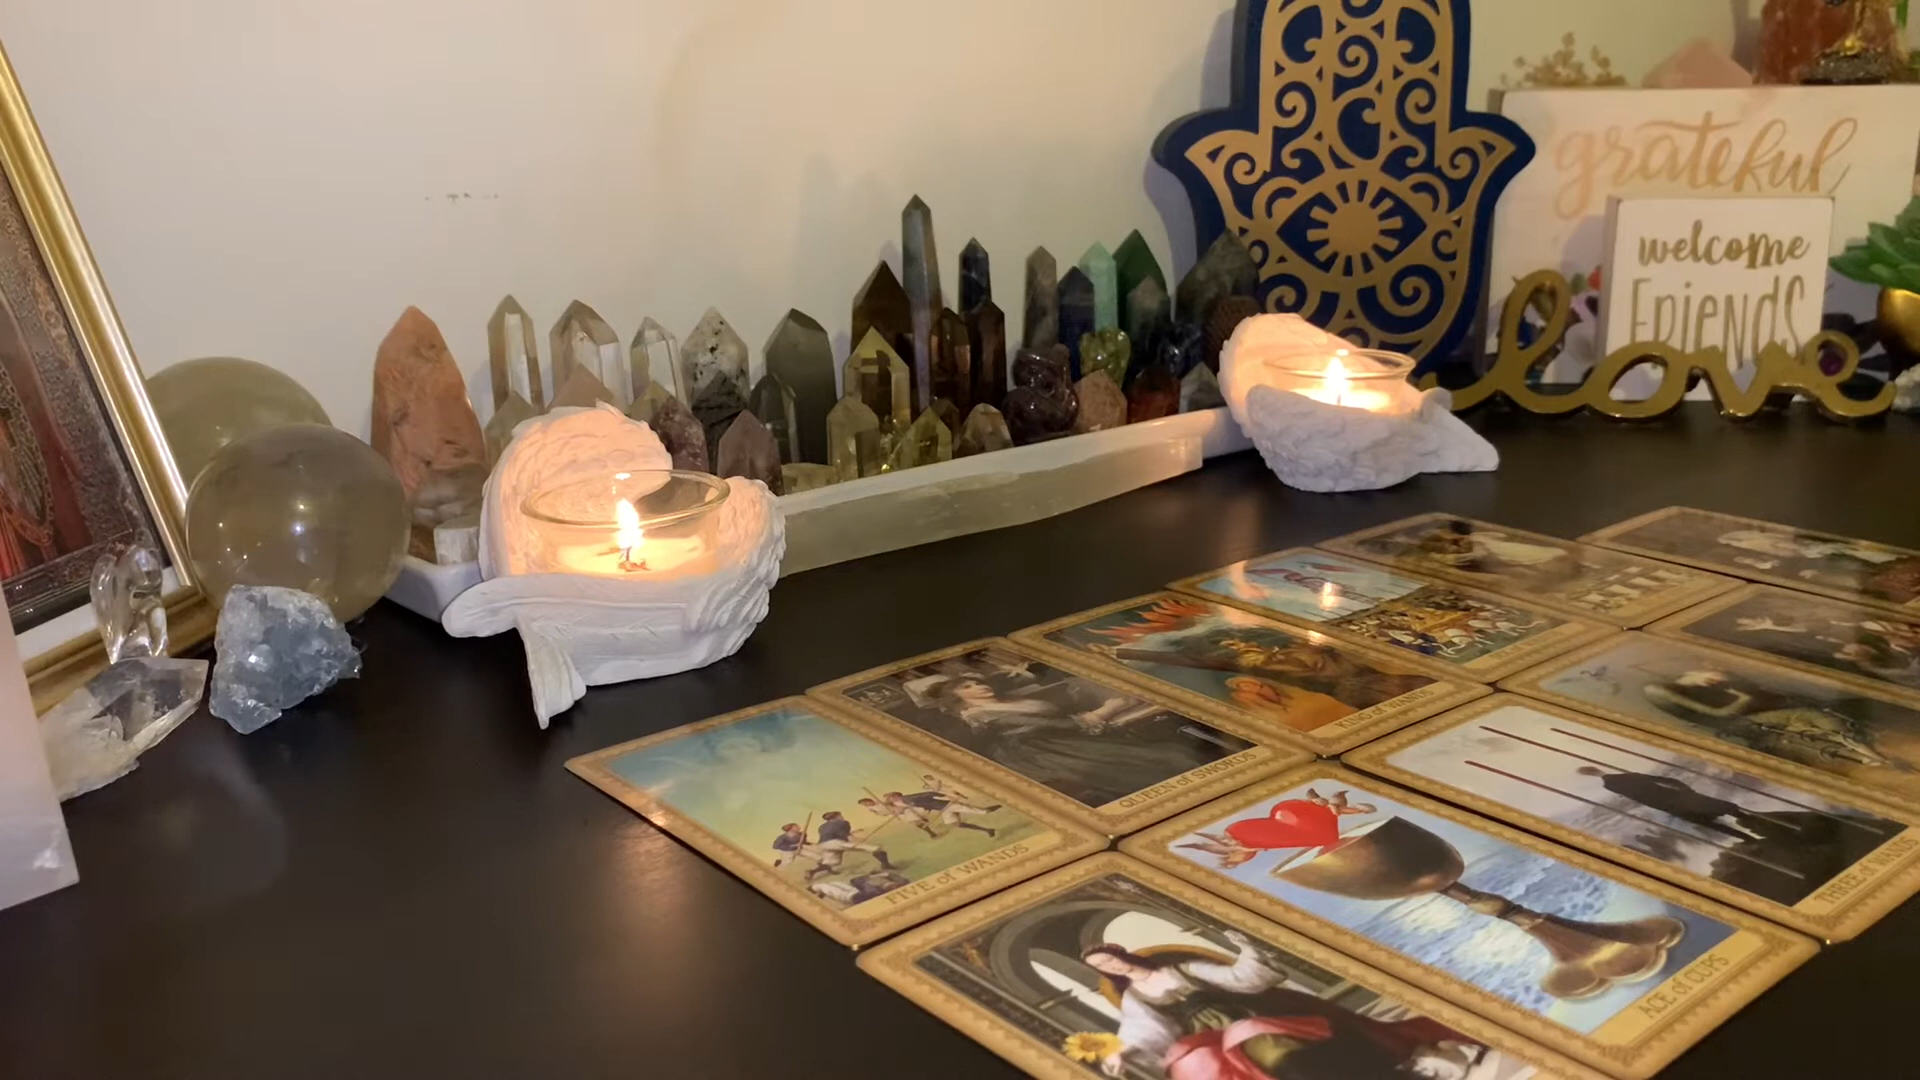 grateful
welcome
FRIENDS
love
KING of WANDS
QUEEN of SWORDS
FIVE of WANDS
THREE of WANDS
ACE of CUPS